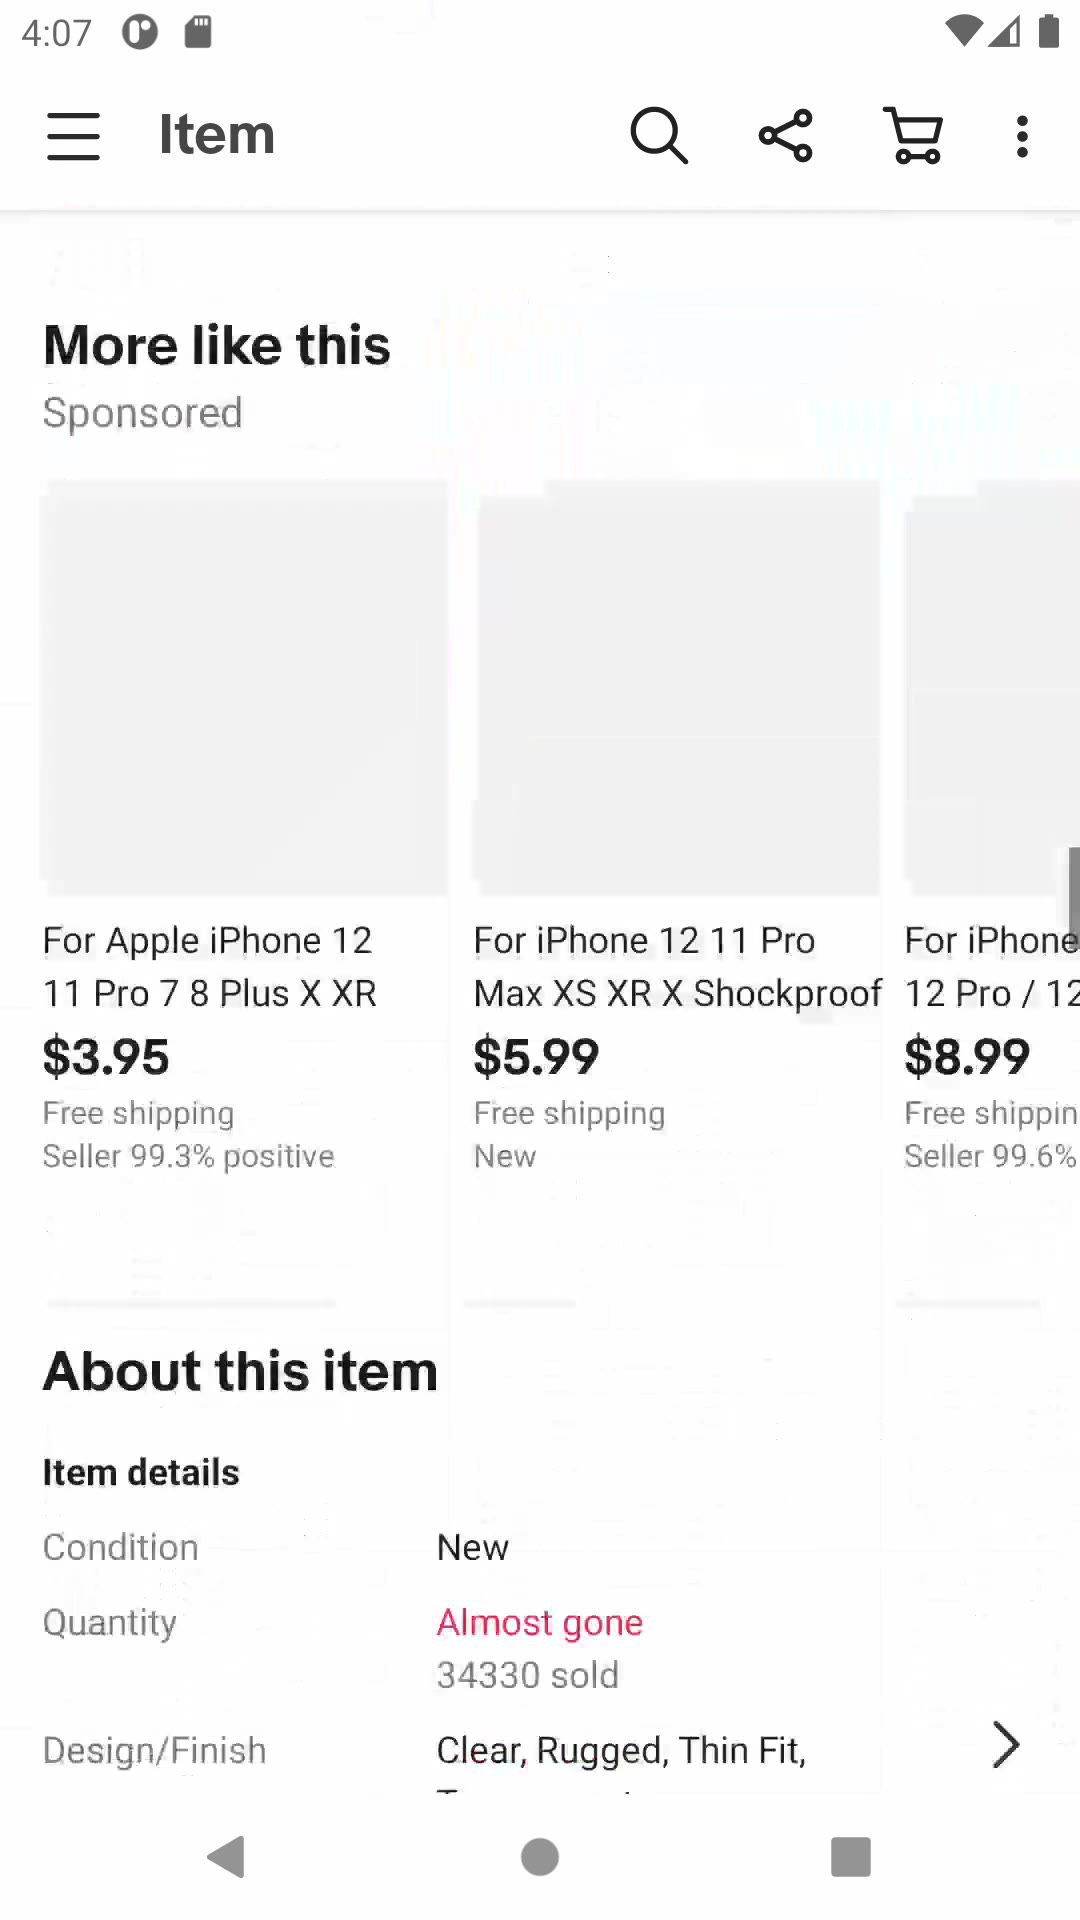 4:07
Item
More like this
Sponsored
For Apple iPhone 12
11 Pro 7 8 Plus X XR
$3.95
Free shipping
Seller 99.3% positive
For iPhone 12 11 Pro
Max XS XR X Shockproof
$5.99
Free shipping
New
For iPhone
12 Pro / 12
$8.99
Free shippin
Seller 99.6%
About this item
Item details
Condition New
Quantity Almost gone
34330 sold
Design/Finish Clear, Rugged, Thin Fit,